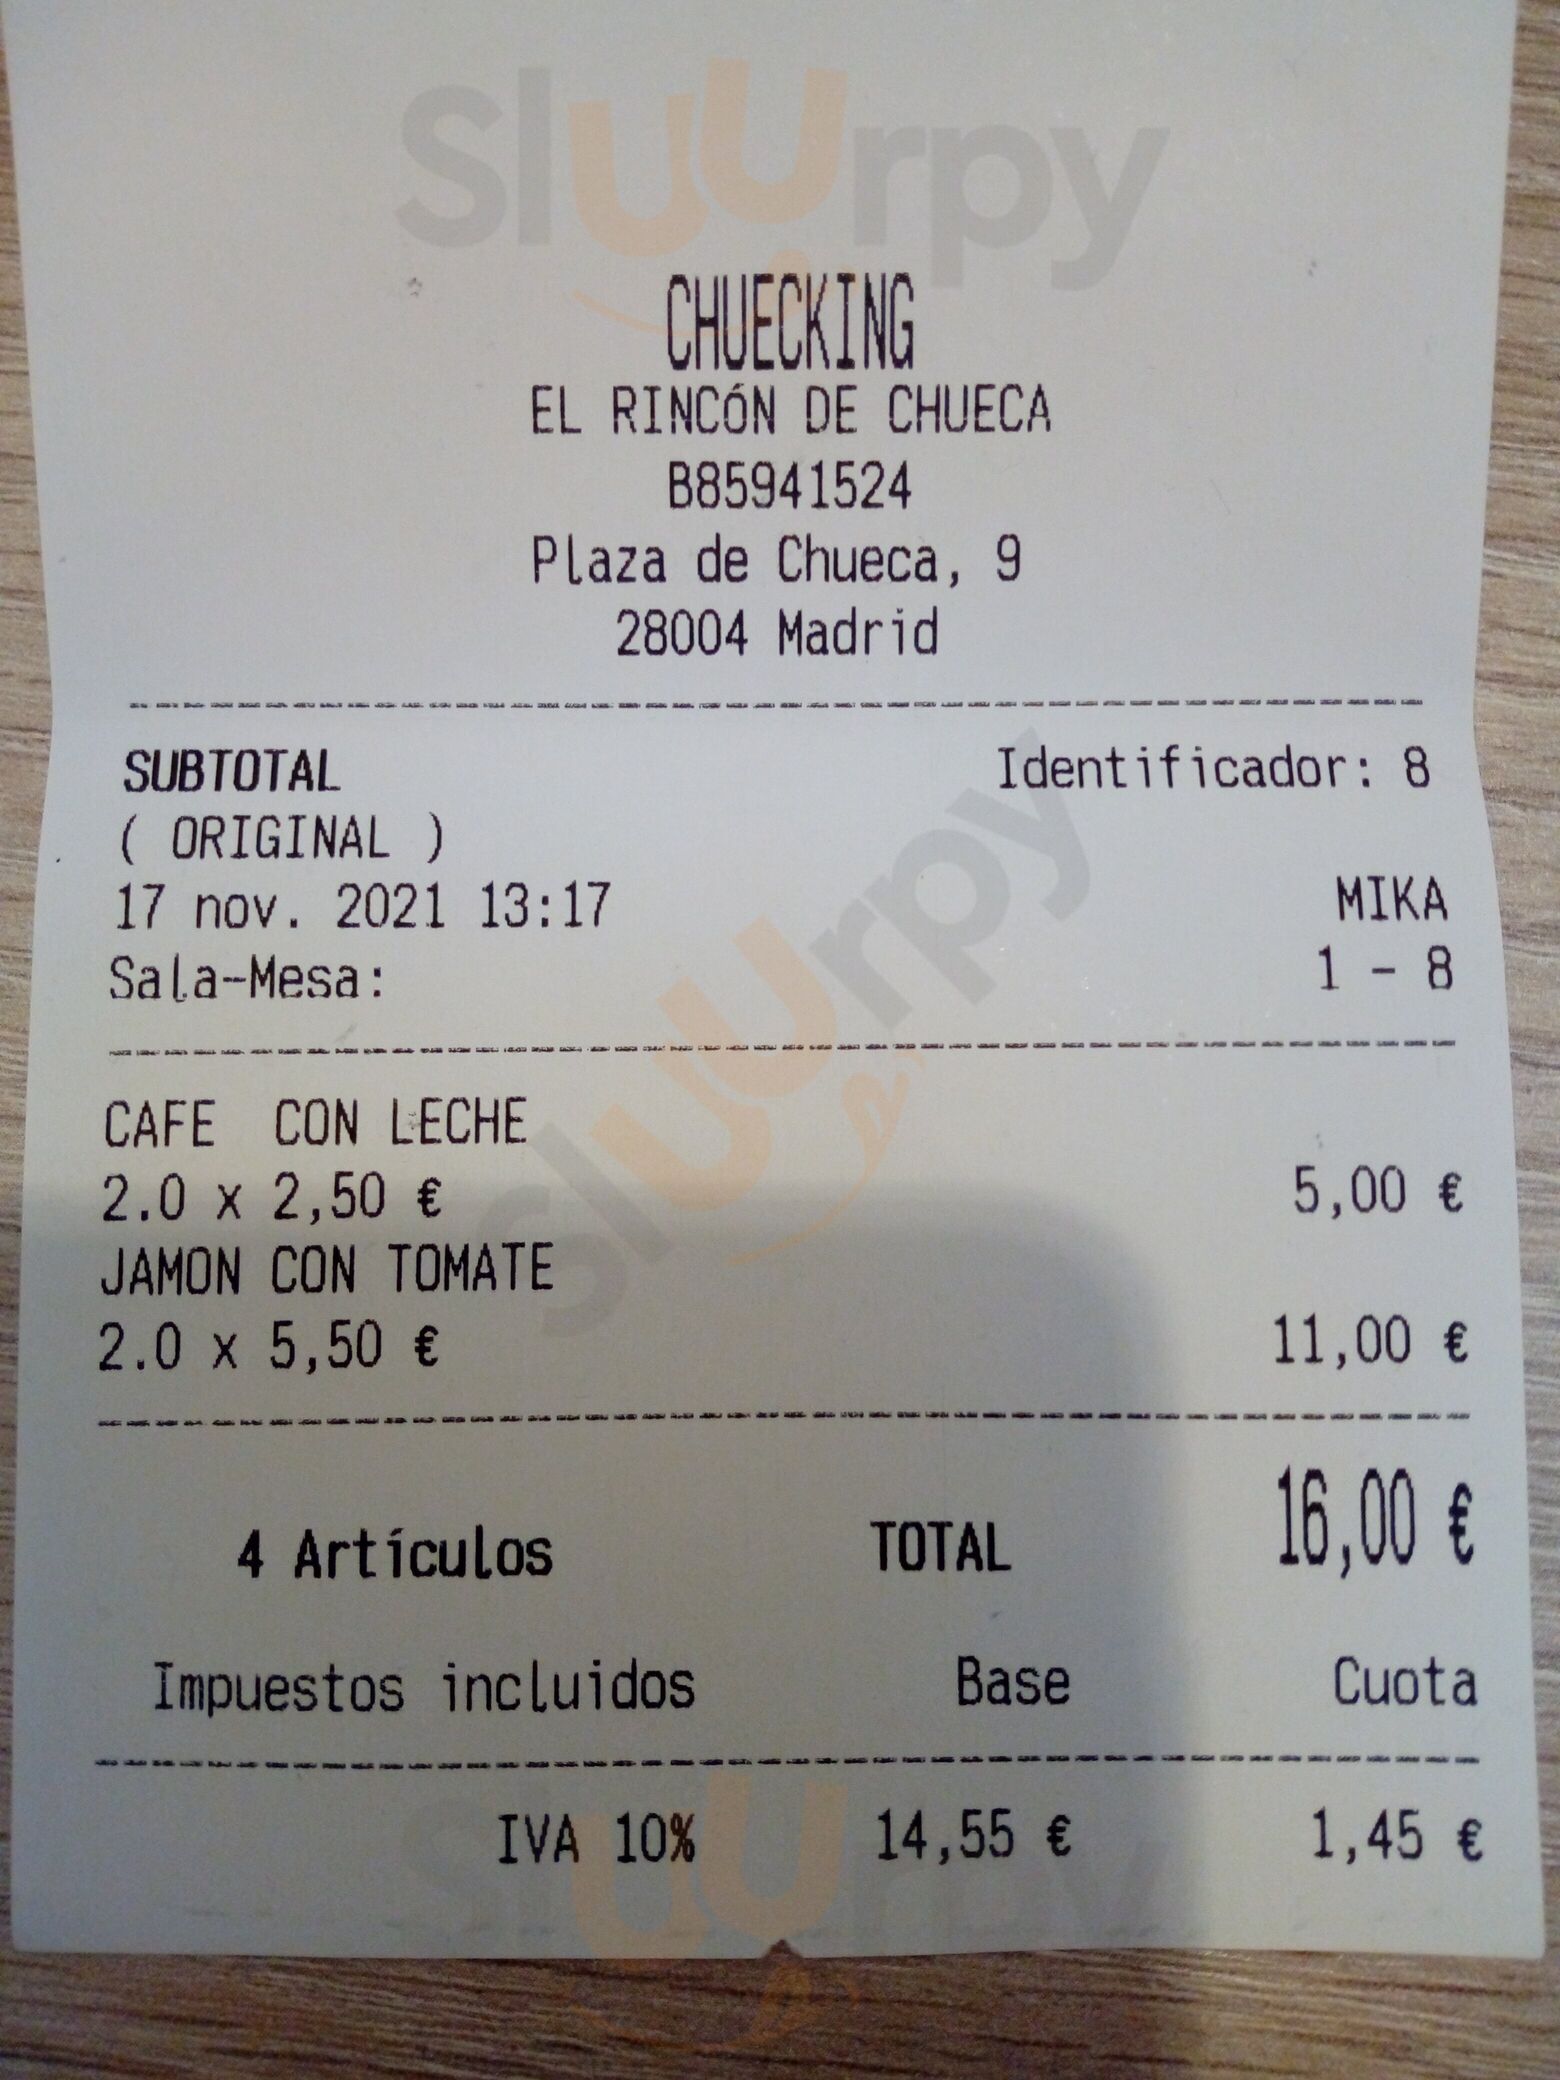 Sluurpy
CHUECKING
EL RINCÓN DE CHUECA
B85941524
Plaza de Chueca, 9
28004 Madrid
SUBTOTAL Identificador: 8
( ORIGINAL )
17 nov. 2021 13:17 MIKA
Sala-Mesa: 1 - 8
Sluurpy
CAFE CON LECHE
2.0 x 2,50 € 5,00 €
JAMON CON TOMATE
2.0 x 5,50 € 11,00 €
4 Artículos TOTAL 16,00 €
Impuestos incluidos Base Cuota
IVA 10% 14,55 € 1,45 €
Sluurpy